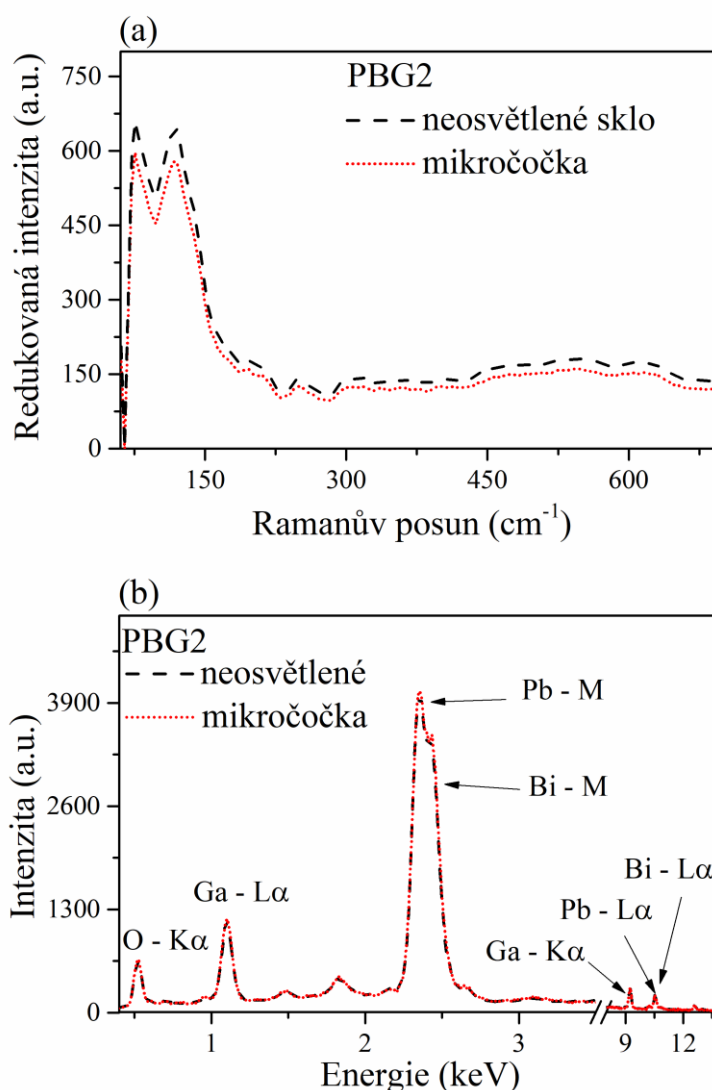 (a)
PBG2
neosvětlené sklo
mikročočka
Redukovaná intenzita (a.u.)
750
600
450
300
150
0
150
300
450
600
Ramanův posun (cm⁻¹)
(b)
PBG2
neosvětlené
mikročočka
Intenzita (a.u.)
3900
2600
1300
0
O - Kα
Ga - Lα
Pb - M
Bi - M
Bi - Lα
Pb - Lα
Ga - Kα
1
2
3
9
12
Energie (keV)